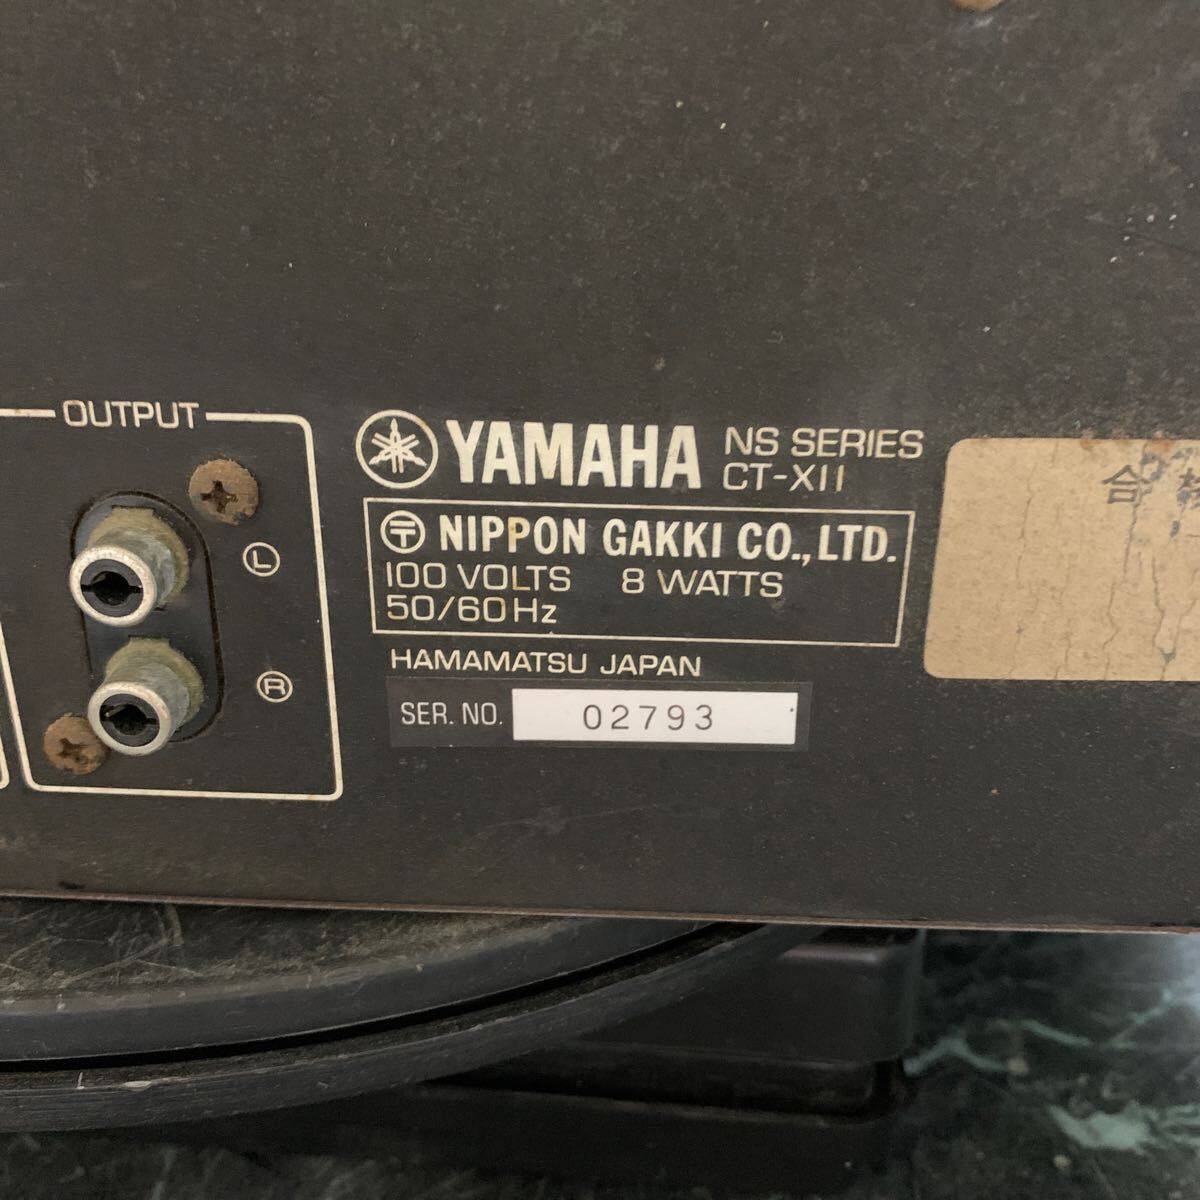 OUTPUT
L
R
YAMAHA NS SERIES
CT-X11
〒 NIPPON GAKKI CO., LTD.
100 VOLTS 8 WATTS
50/60Hz
HAMAMATSU JAPAN
SER. NO. 02793
合